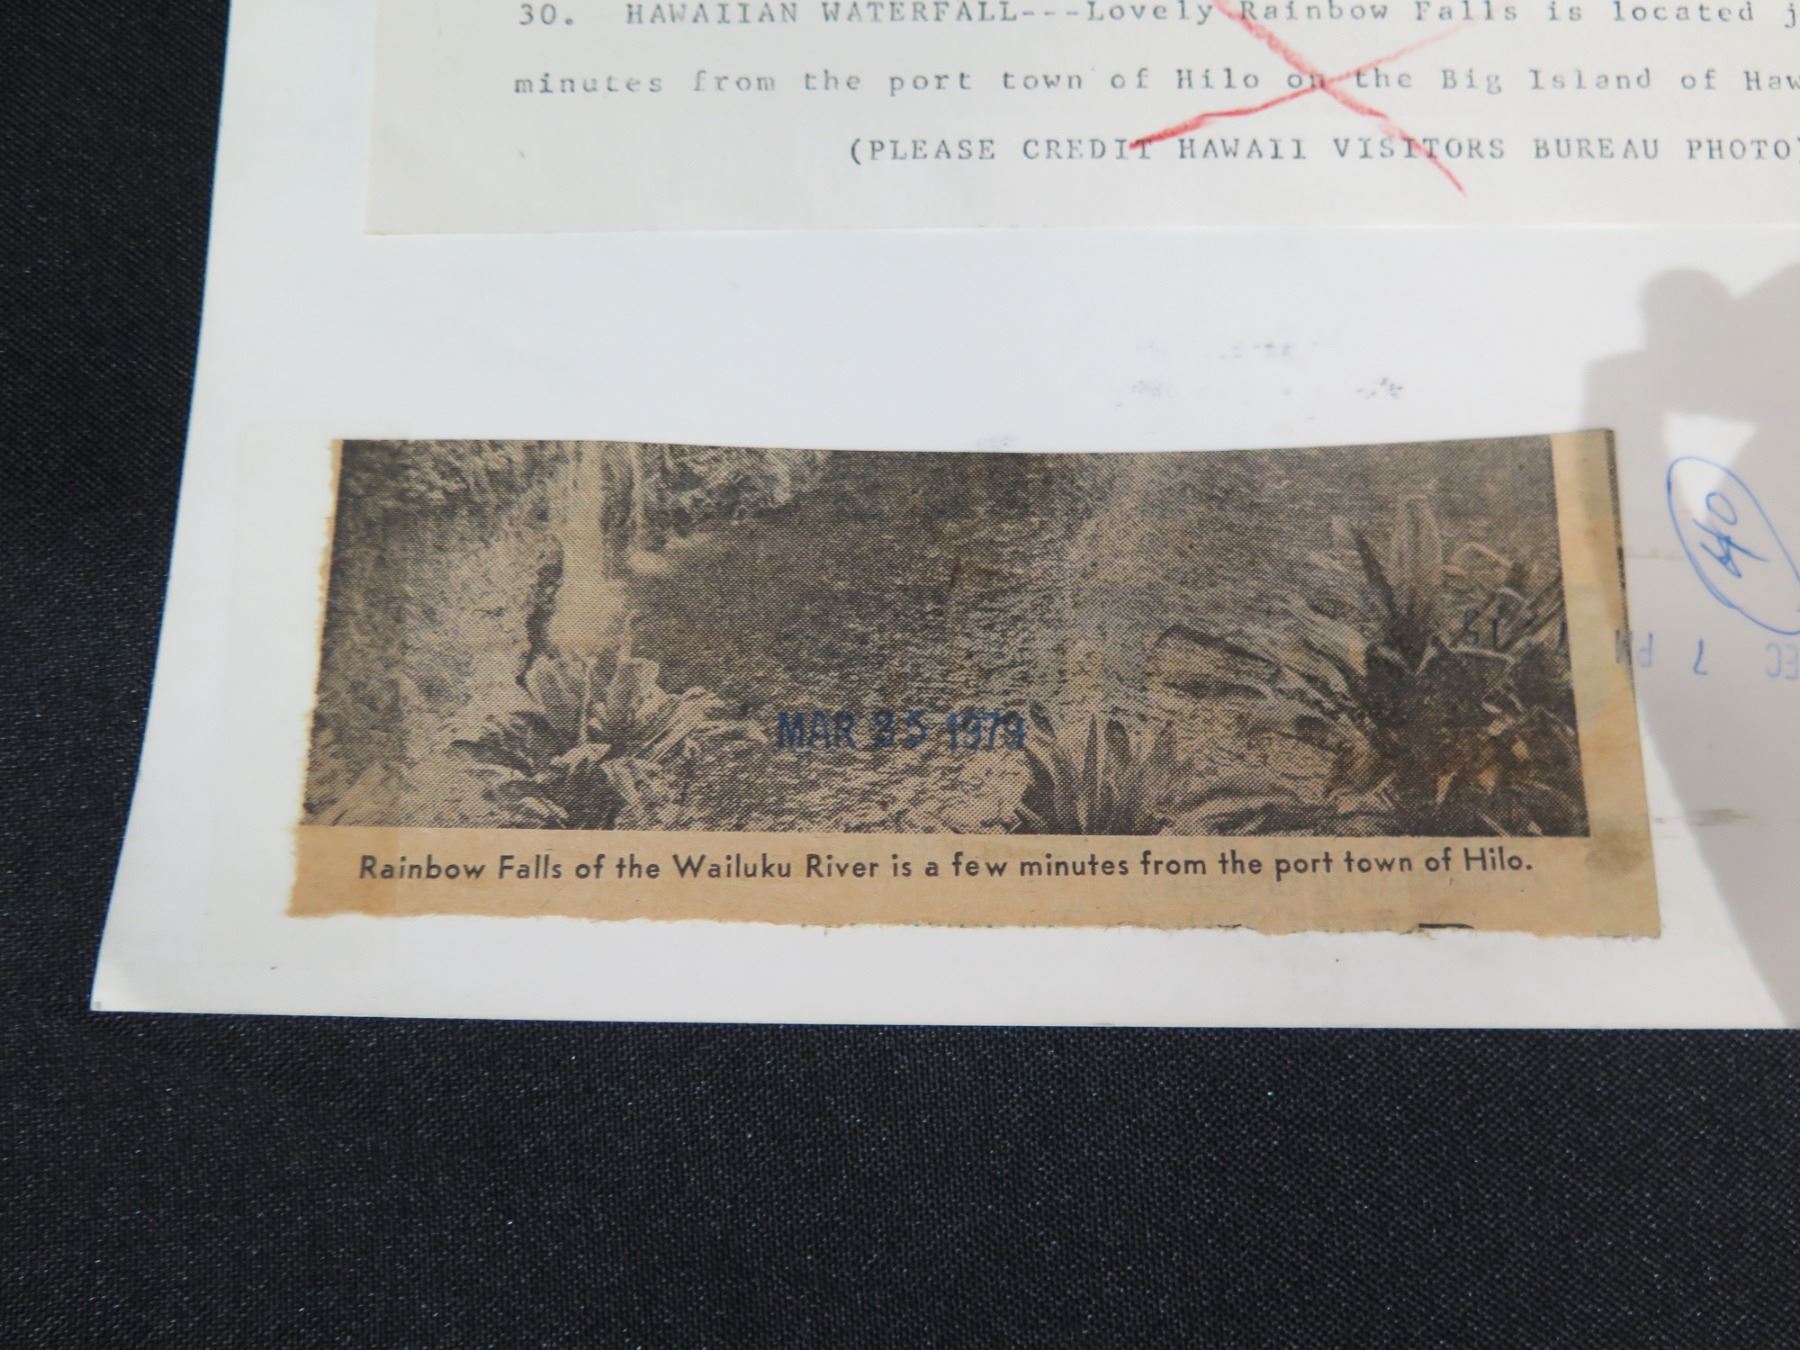 30. HAWAIIAN WATERFALL---Lovely Rainbow Falls is located j
minutes from the port town of Hilo on the Big Island of Haw
(PLEASE CREDIT HAWAII VISITORS BUREAU PHOTO)
40
MAR 25 1979
Rainbow Falls of the Wailuku River is a few minutes from the port town of Hilo.